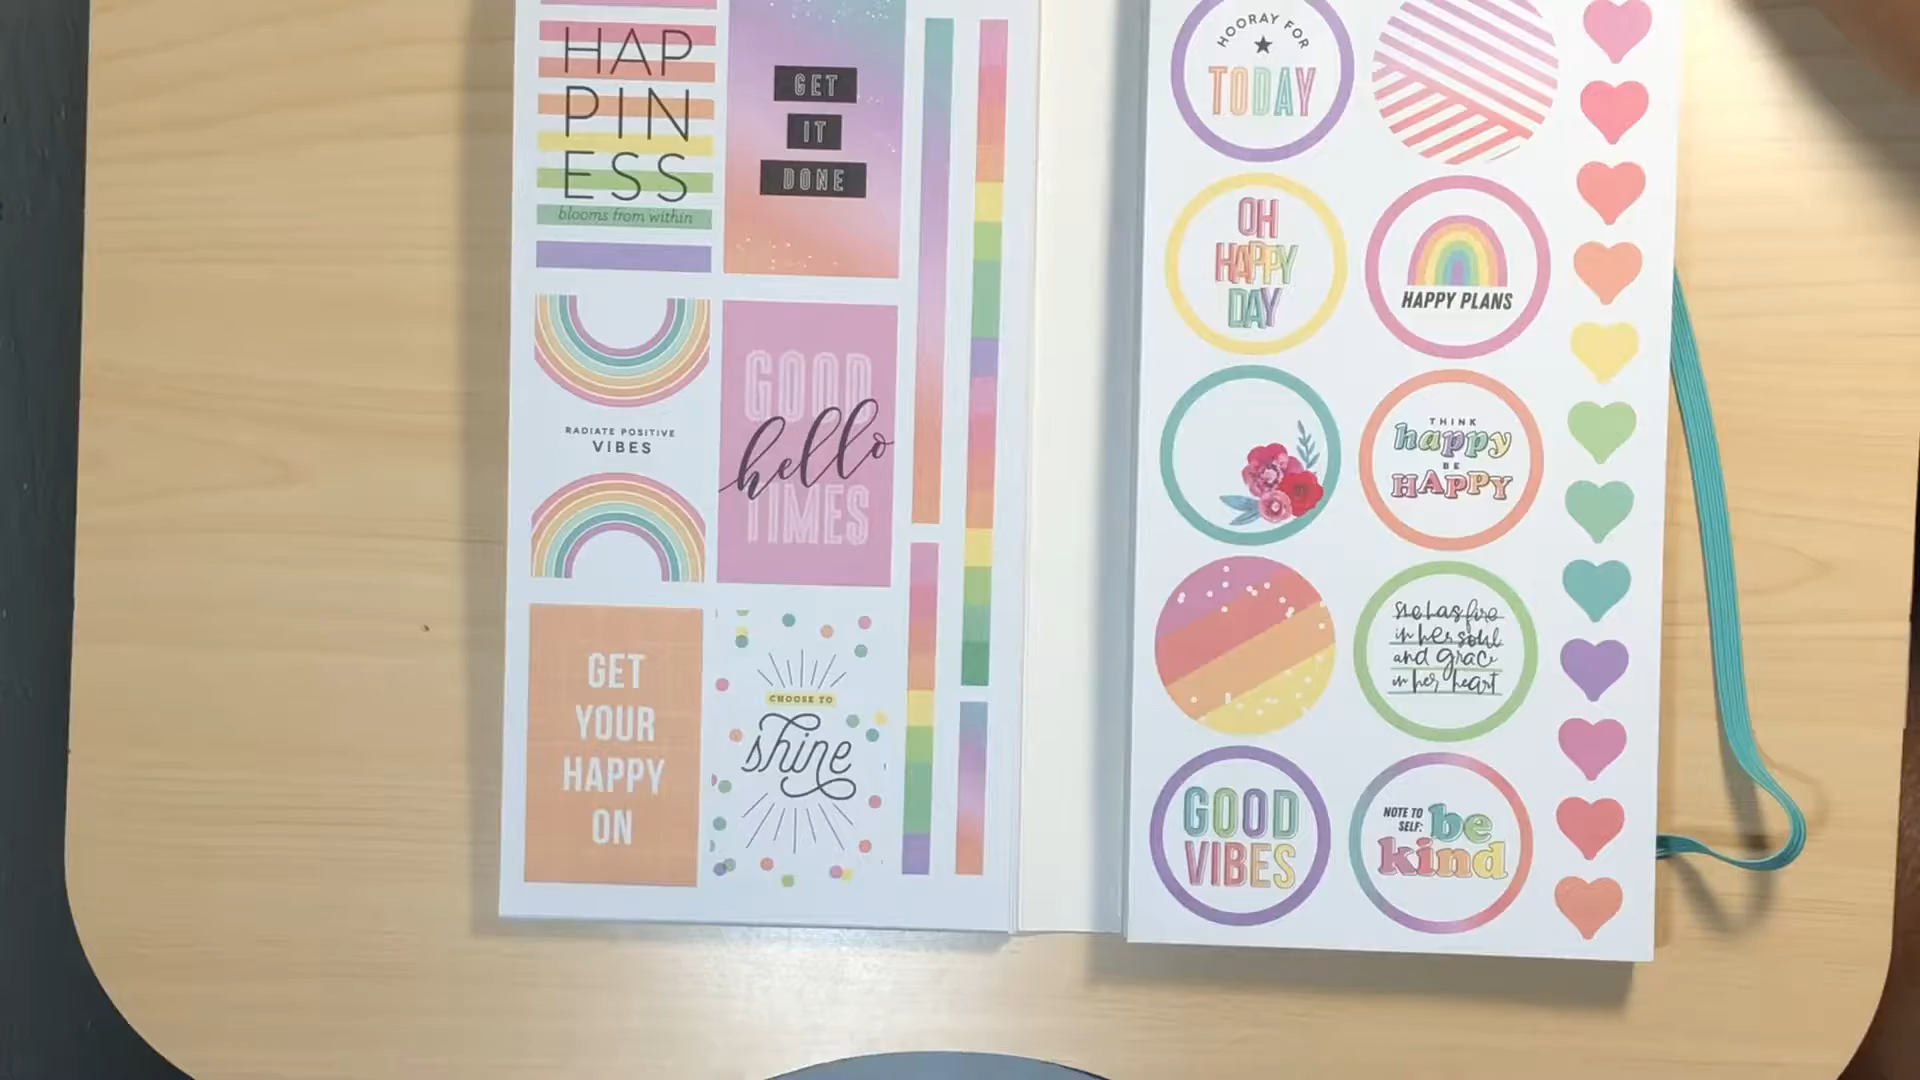 HAP
PIN
ESS
blooms from within
GET
IT
DONE
RADIATE POSITIVE
VIBES
GOOD
hello
TIMES
GET
YOUR
HAPPY
ON
CHOOSE TO
shine
HOORAY FOR
TODAY
OH
HAPPY
DAY
HAPPY PLANS
THINK
happy
BE
HAPPY
she has fire
in her soul
and grace
in her heart
GOOD
VIBES
NOTE TO
SELF: be
kind